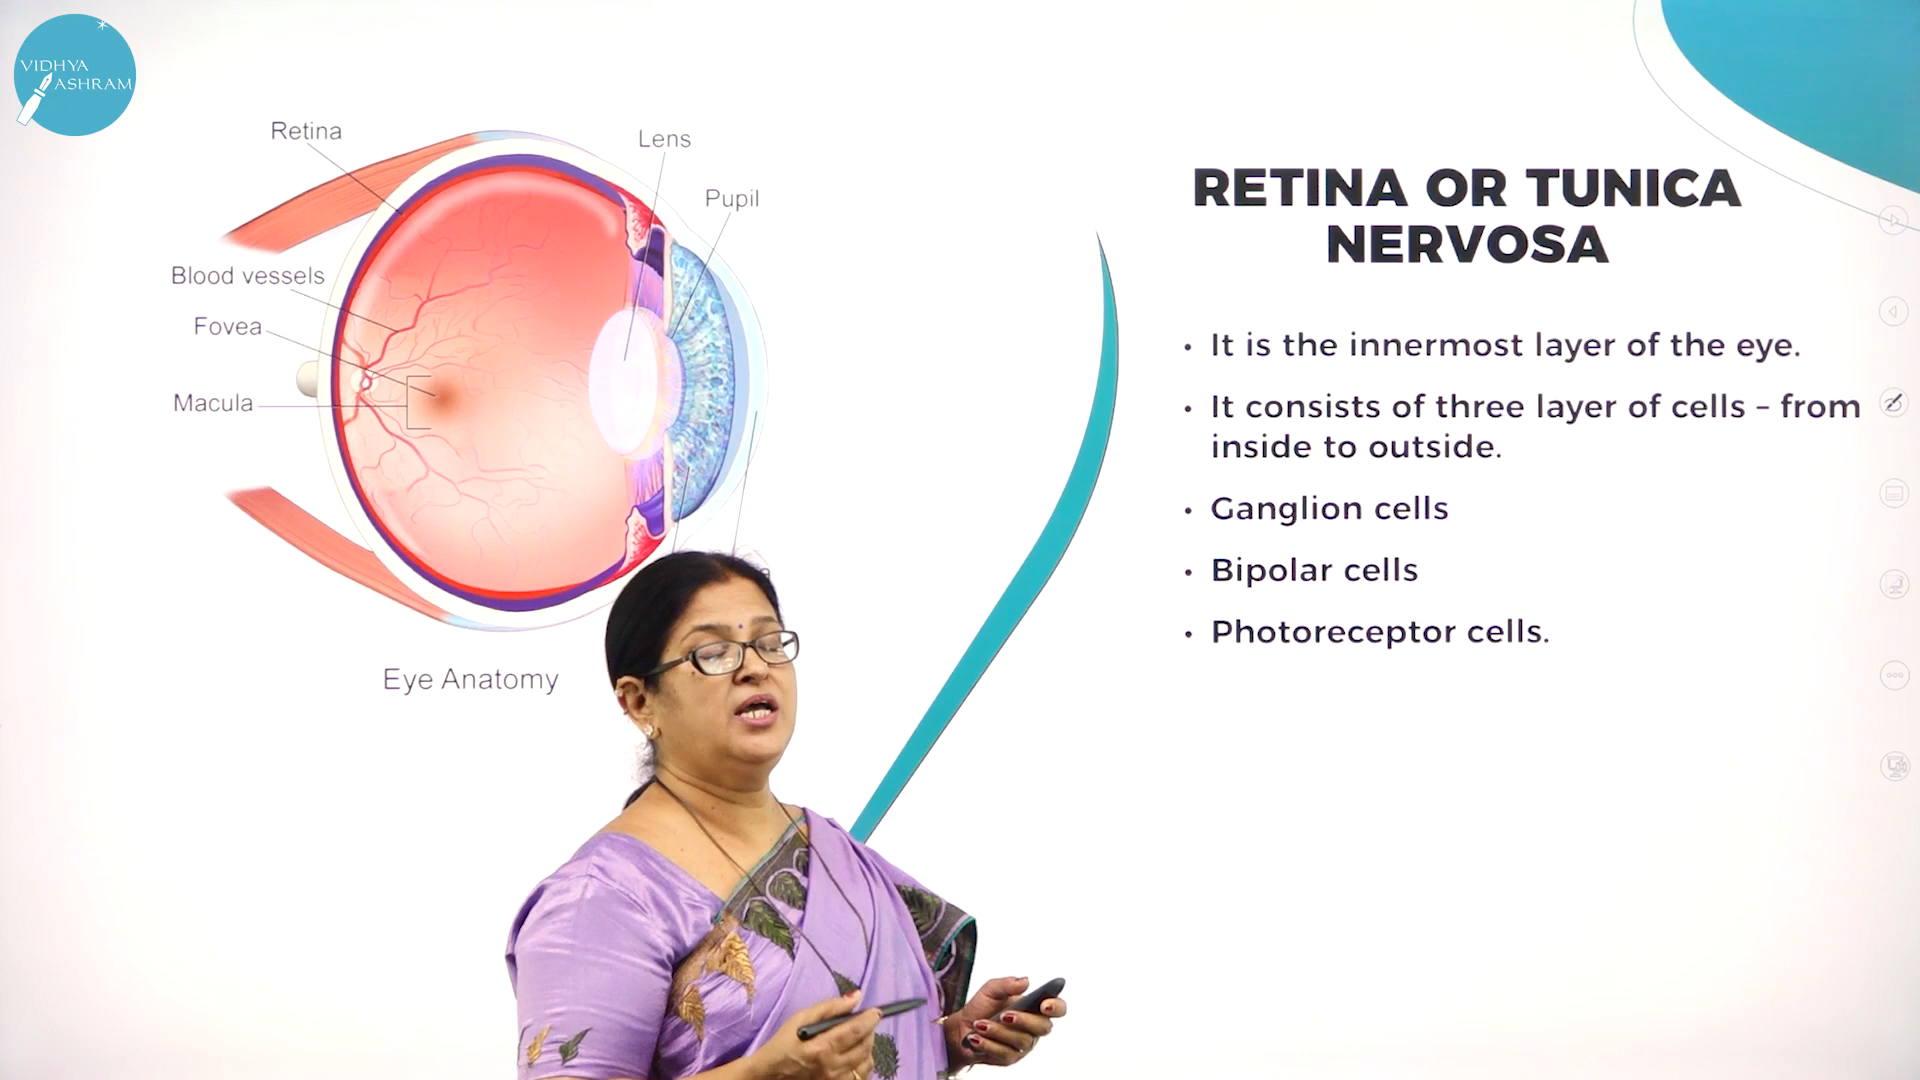 VIDHYA
ASHRAM
Retina
Lens
Pupil
Blood vessels
Fovea
Macula
Eye Anatomy
RETINA OR TUNICA
NERVOSA
• It is the innermost layer of the eye.
• It consists of three layer of cells – from
inside to outside.
• Ganglion cells
• Bipolar cells
• Photoreceptor cells.